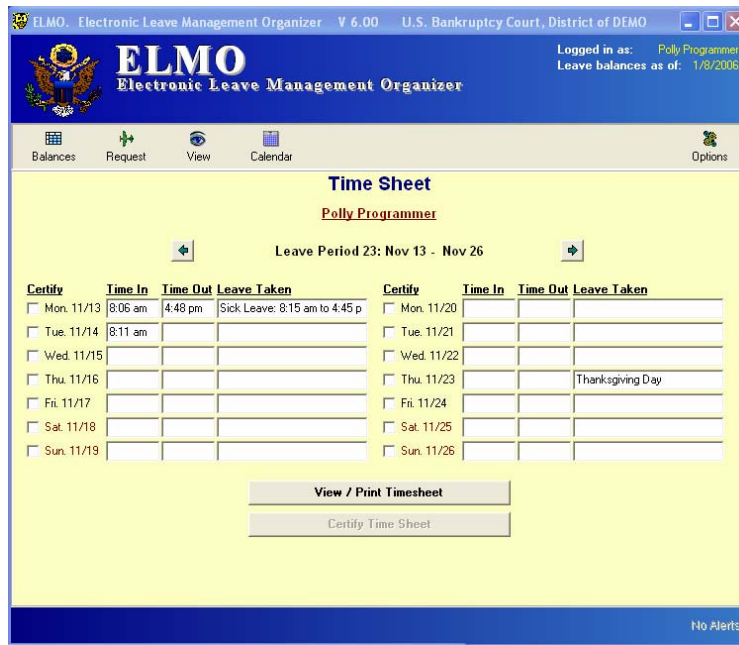 ELMO. Electronic Leave Management Organizer V 6.00 U.S. Bankruptcy Court, District of DEMO
ELMO
Electronic Leave Management Organizer
Logged in as: Polly Programmer
Leave balances as of: 1/8/2006
Balances Request View Calendar Options
Time Sheet
Polly Programmer
Leave Period 23: Nov 13 - Nov 26
Certify Time In Time Out Leave Taken Certify Time In Time Out Leave Taken
Mon. 11/13 8:06 am 4:48 pm Sick Leave: 8:15 am to 4:45 p Mon. 11/20
Tue. 11/14 8:11 am Tue. 11/21
Wed. 11/15 Wed. 11/22
Thu. 11/16 Thu. 11/23 Thanksgiving Day
Fri. 11/17 Fri. 11/24
Sat. 11/18 Sat. 11/25
Sun. 11/19 Sun. 11/26
View / Print Timesheet
Certify Time Sheet
No Alerts